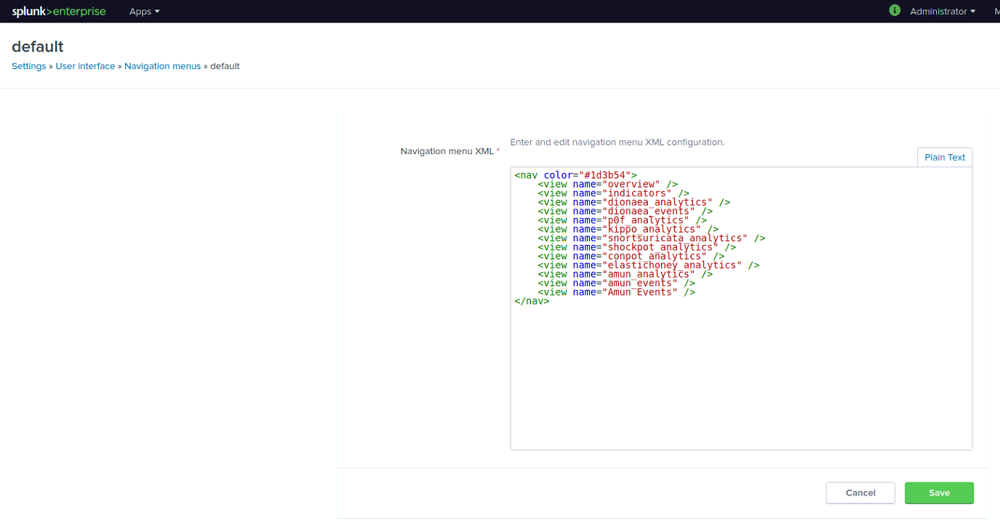 splunk>enterprise Apps Administrator
default
Settings » User interface » Navigation menus » default
Enter and edit navigation menu XML configuration.
Navigation menu XML *
Plain Text
<nav color="#1d3b54">
    <view name="overview" />
    <view name="indicators" />
    <view name="dionaea_analytics" />
    <view name="dionaea_events" />
    <view name="p0f_analytics" />
    <view name="kippo_analytics" />
    <view name="snortsuricata_analytics" />
    <view name="shockpot_analytics" />
    <view name="conpot_analytics" />
    <view name="elastichoney_analytics" />
    <view name="amun_analytics" />
    <view name="amun_events" />
    <view name="Amun Events" />
</nav>
Cancel Save